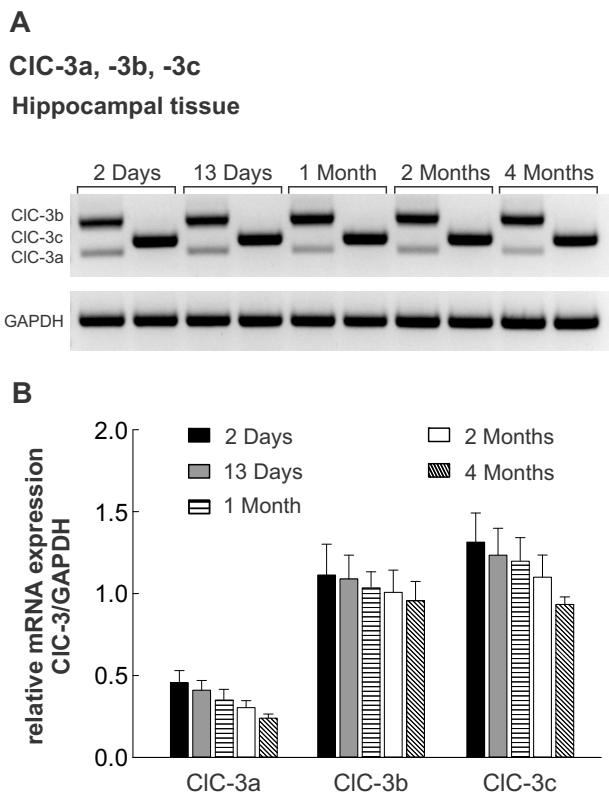 A
ClC-3a, -3b, -3c
Hippocampal tissue
2 Days 13 Days 1 Month 2 Months 4 Months
ClC-3b
ClC-3c
ClC-3a
GAPDH
B
relative mRNA expression
ClC-3/GAPDH
2.0
1.5
1.0
0.5
0.0
2 Days
13 Days
1 Month
2 Months
4 Months
ClC-3a ClC-3b ClC-3c